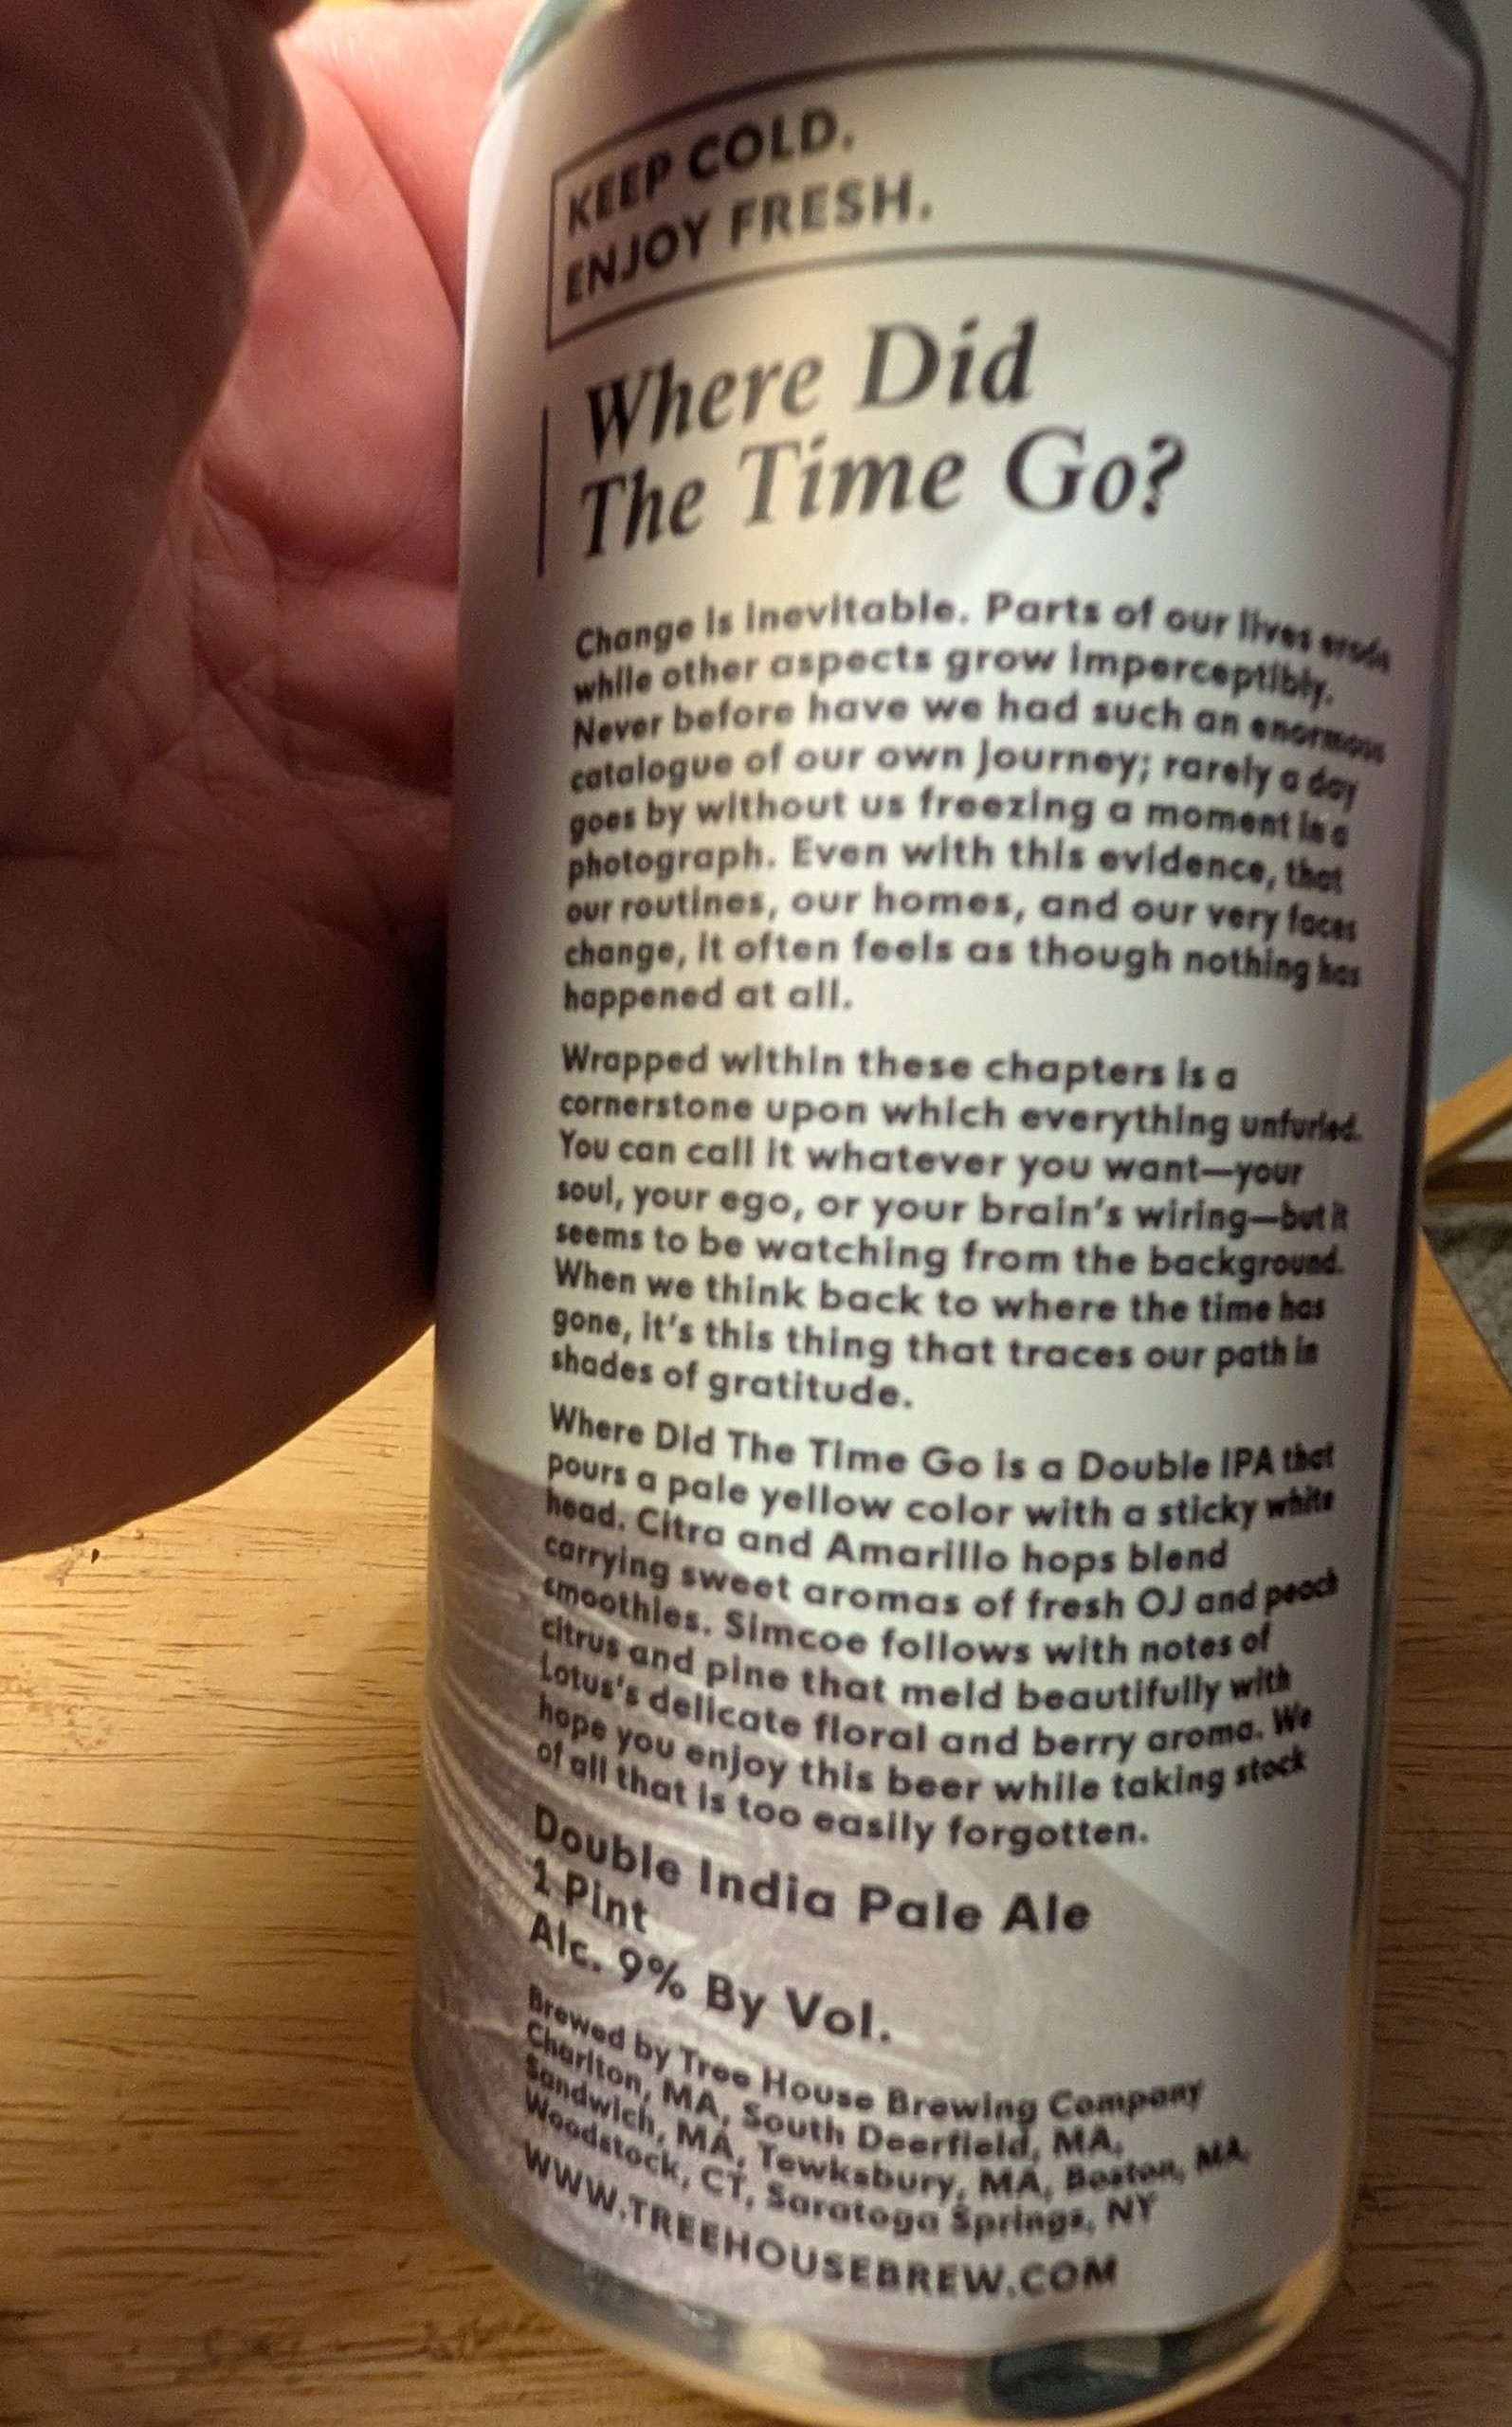 KEEP COLD.
ENJOY FRESH.
Where Did
The Time Go?
Change is inevitable. Parts of our lives erode
while other aspects grow imperceptibly.
Never before have we had such an enormous
catalogue of our own journey; rarely a day
goes by without us freezing a moment in a
photograph. Even with this evidence, that
our routines, our homes, and our very faces
change, it often feels as though nothing has
happened at all.
Wrapped within these chapters is a
cornerstone upon which everything unfurled.
You can call it whatever you want—your
soul, your ego, or your brain's wiring—but it
seems to be watching from the background.
When we think back to where the time has
gone, it's this thing that traces our path in
shades of gratitude.
Where Did The Time Go is a Double IPA that
pours a pale yellow color with a sticky white
head. Citra and Amarillo hops blend
carrying sweet aromas of fresh OJ and peach
smoothies. Simcoe follows with notes of
citrus and pine that meld beautifully with
Lotus's delicate floral and berry aroma. We
hope you enjoy this beer while taking stock
of all that is too easily forgotten.
Double India Pale Ale
1 Pint
Alc. 9% By Vol.
Brewed by Tree House Brewing Company
Charlton, MA, South Deerfield, MA,
Sandwich, MA, Tewksbury, MA, Boston, MA,
Woodstock, CT, Saratoga Springs, NY
WWW.TREEHOUSEBREW.COM